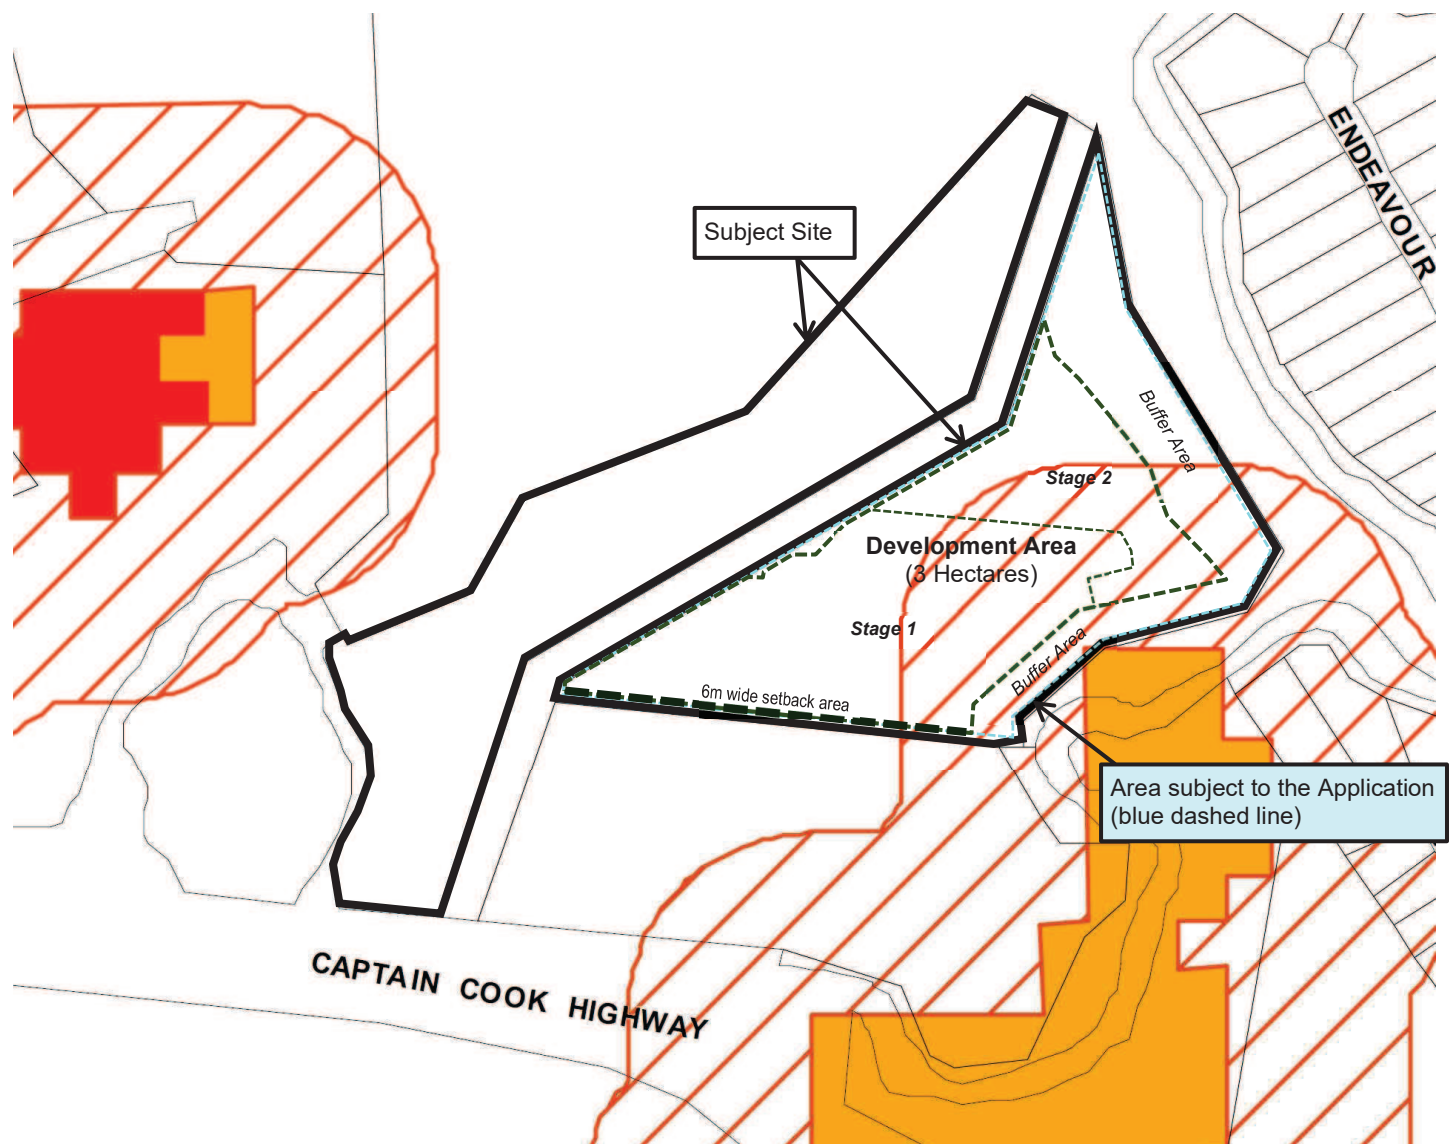 ENDEAVOUR
Subject Site
Buffer Area
Stage 2
Development Area
(3 Hectares)
Stage 1
Buffer Area
6m wide setback area
Area subject to the Application
(blue dashed line)
CAPTAIN COOK HIGHWAY